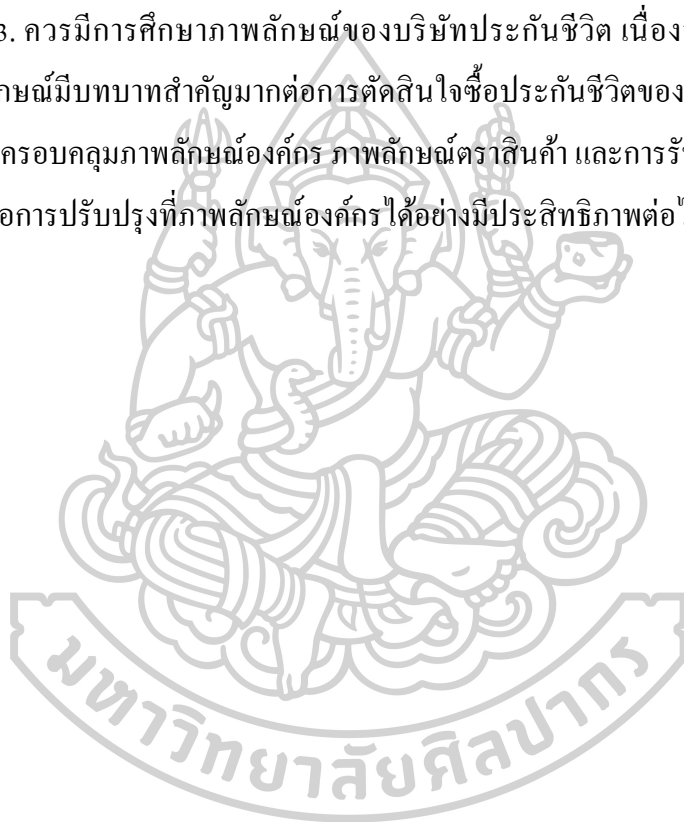 3. ควรมีการศึกษาภาพลักษณ์ของบริษัทประกันชีวิต
กษณ์มีบทบาทสำคัญมากต่อการตัดสินใจซื้อประกันชีวิตของ
ครอบคลุมภาพลักษณ์องค์กร ภาพลักษณ์ตราสินค้า และการ
การปรับปรุงที่ภาพลักษณ์องค์กรได้อย่างมีประสิทธิภาพต่อ
มหาวิทยาลัยศิลปากร